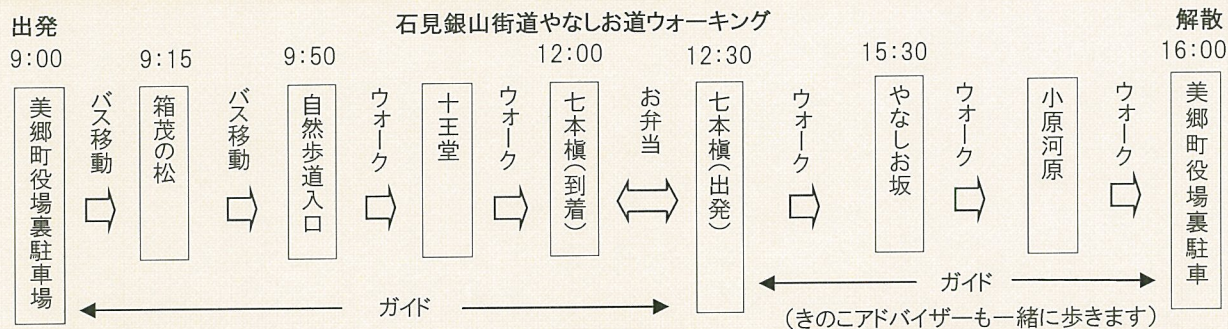 石見銀山街道やなしお道ウォーキング
出発
9:00
美郷町役場裏駐車場
バス移動
9:15
箱茂の松
バス移動
9:50
自然歩道入口
ウォーク
十王堂
ウォーク
12:00
七本槇(到着)
お弁当
12:30
七本槇(出発)
ウォーク
15:30
やなしお坂
ウォーク
小原河原
ウォーク
解散
16:00
美郷町役場裏駐車
ガイド
ガイド
(きのこアドバイザーも一緒に歩きます)